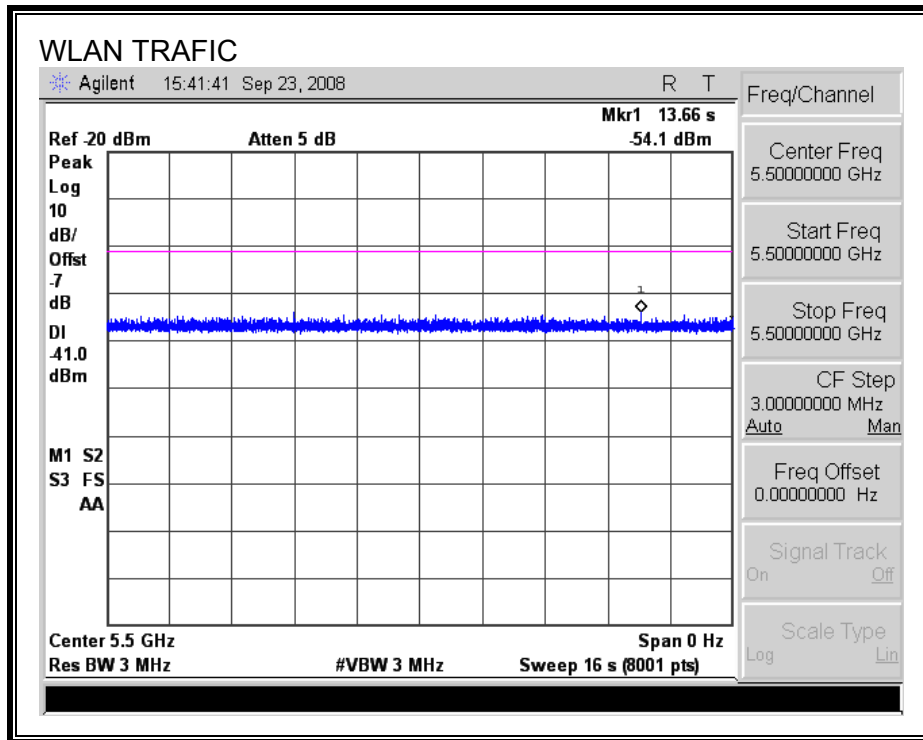 WLAN TRAFIC
Agilent 15:41:41 Sep 23, 2008 R T
Mkr1 13.66 s
Ref -20 dBm Atten 5 dB -54.1 dBm
Peak
Log
10
dB/
Offst
-7
dB
DI
-41.0
dBm
1
M1 S2
S3 FS
AA
Center 5.5 GHz Span 0 Hz
Res BW 3 MHz #VBW 3 MHz Sweep 16 s (8001 pts)
Freq/Channel
Center Freq
5.50000000 GHz
Start Freq
5.50000000 GHz
Stop Freq
5.50000000 GHz
CF Step
3.00000000 MHz
Auto Man
Freq Offset
0.00000000 Hz
Signal Track
On Off
Scale Type
Log Lin